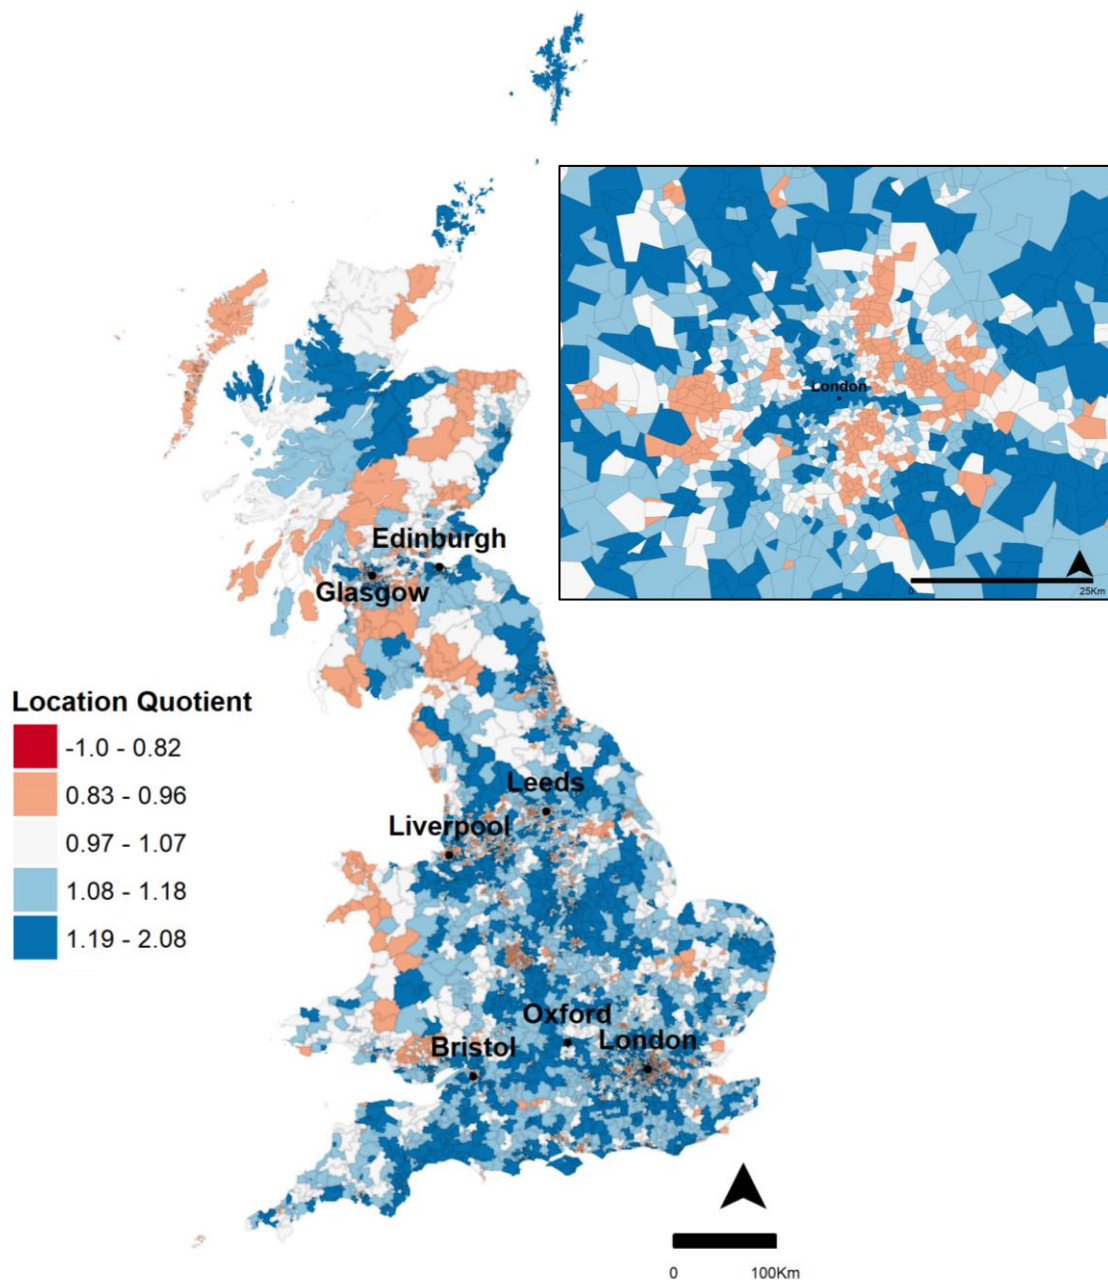 London
0
25Km
Edinburgh
Glasgow
Location Quotient
-1.0 - 0.82
0.83 - 0.96
0.97 - 1.07
1.08 - 1.18
1.19 - 2.08
Leeds
Liverpool
Oxford
London
Bristol
0
100Km